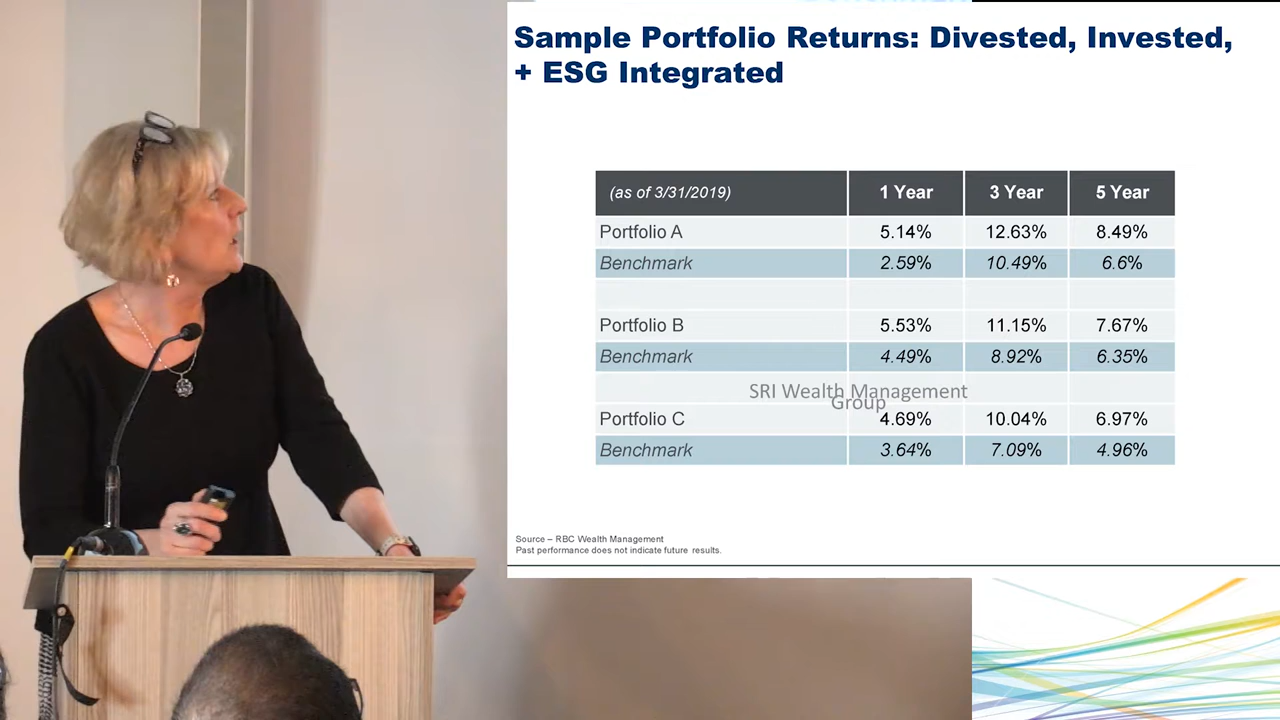 Sample Portfolio Returns: Divested, Invested,
+ ESG Integrated
(as of 3/31/2019) 1 Year 3 Year 5 Year
Portfolio A 5.14% 12.63% 8.49%
Benchmark 2.59% 10.49% 6.6%
Portfolio B 5.53% 11.15% 7.67%
Benchmark 4.49% 8.92% 6.35%
SRI Wealth Management
Group
Portfolio C 4.69% 10.04% 6.97%
Benchmark 3.64% 7.09% 4.96%
Source – RBC Wealth Management
Past performance does not indicate future results.